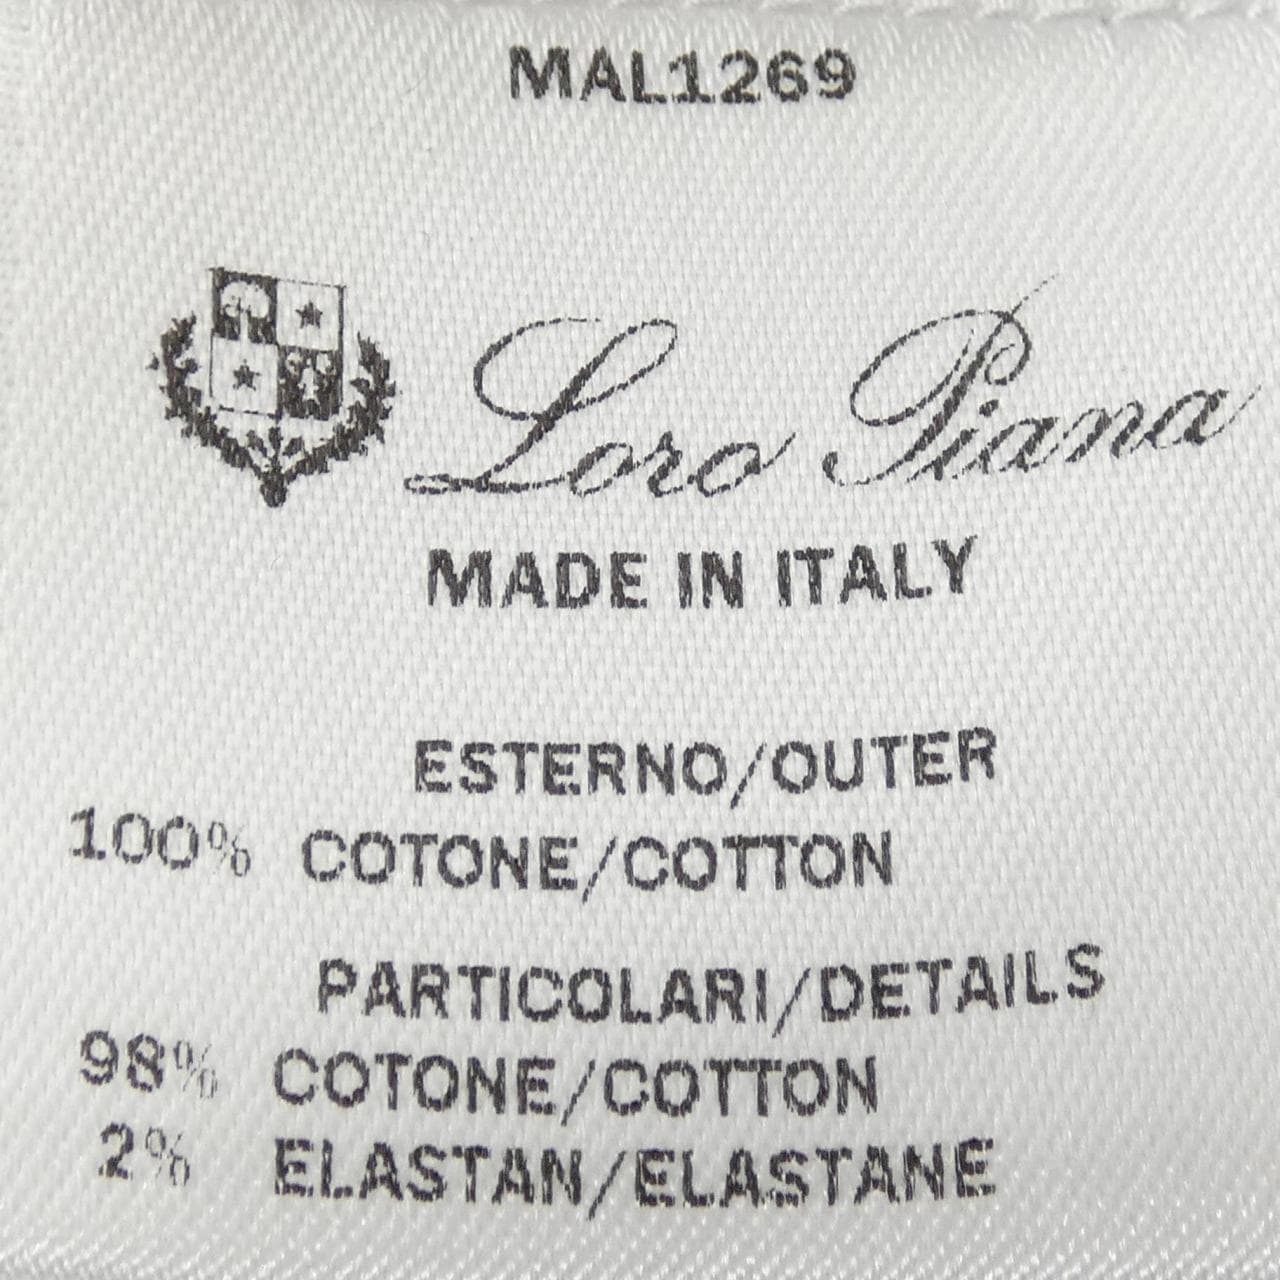 MAL1269
Loro Piana
MADE IN ITALY
ESTERNO/OUTER
100% COTONE/COTTON
PARTICOLARI/DETAILS
98% COTONE/COTTON
2% ELASTAN/ELASTANE